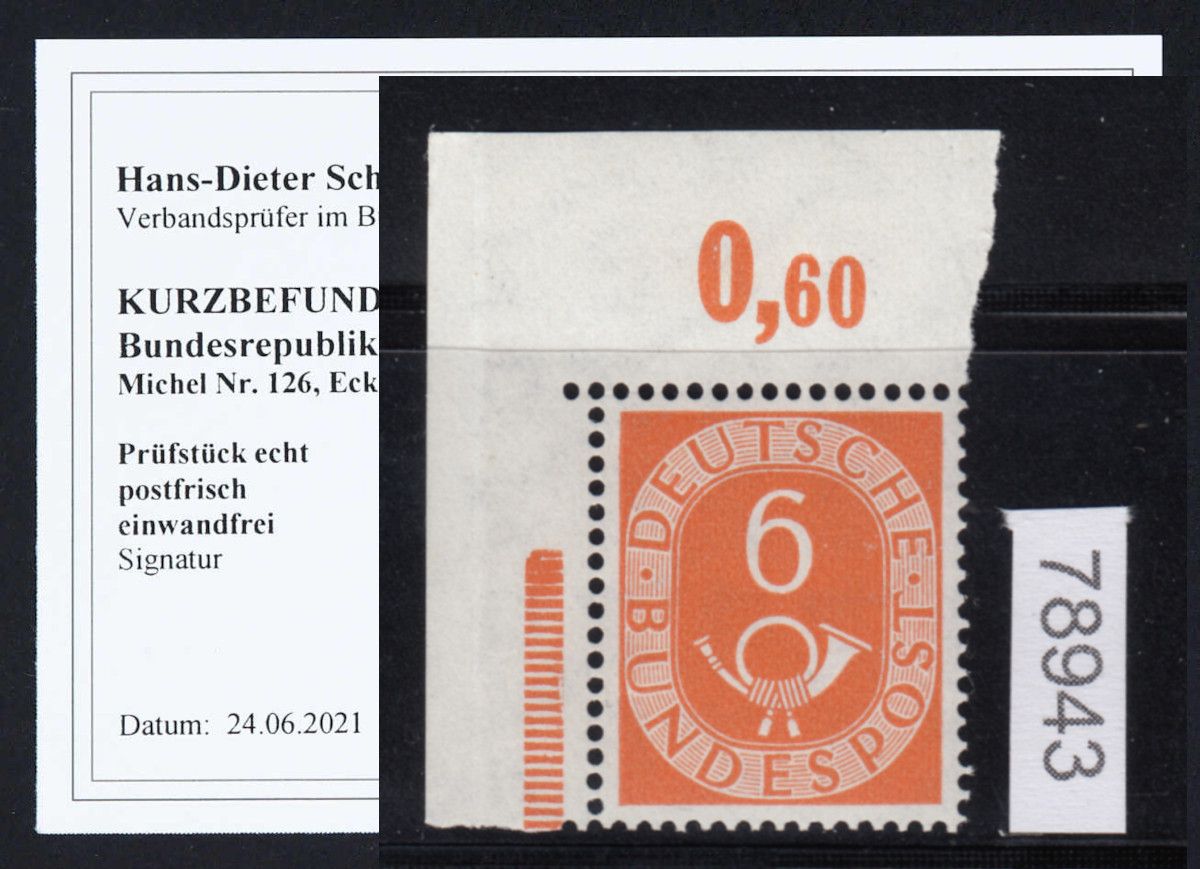 Hans-Dieter Sch
Verbandsprüfer im B
KURZBEFUND
Bundesrepublik
Michel Nr. 126, Eck
Prüfstück echt
postfrisch
einwandfrei
Signatur
Datum: 24.06.2021
0,60
DEUTSCHE
6
BUNDESPOST
78943